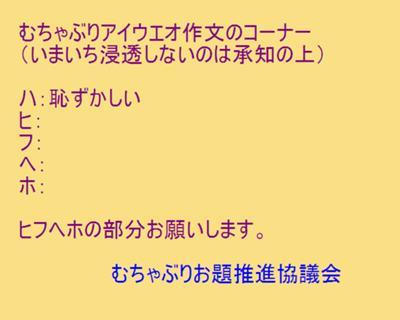 むちゃぶりアイウエオ作文のコーナー
（いまいち浸透しないのは承知の上）
ハ：恥ずかしい
ヒ：
フ：
ヘ：
ホ：
ヒフヘホの部分お願いします。
むちゃぶりお題推進協議会